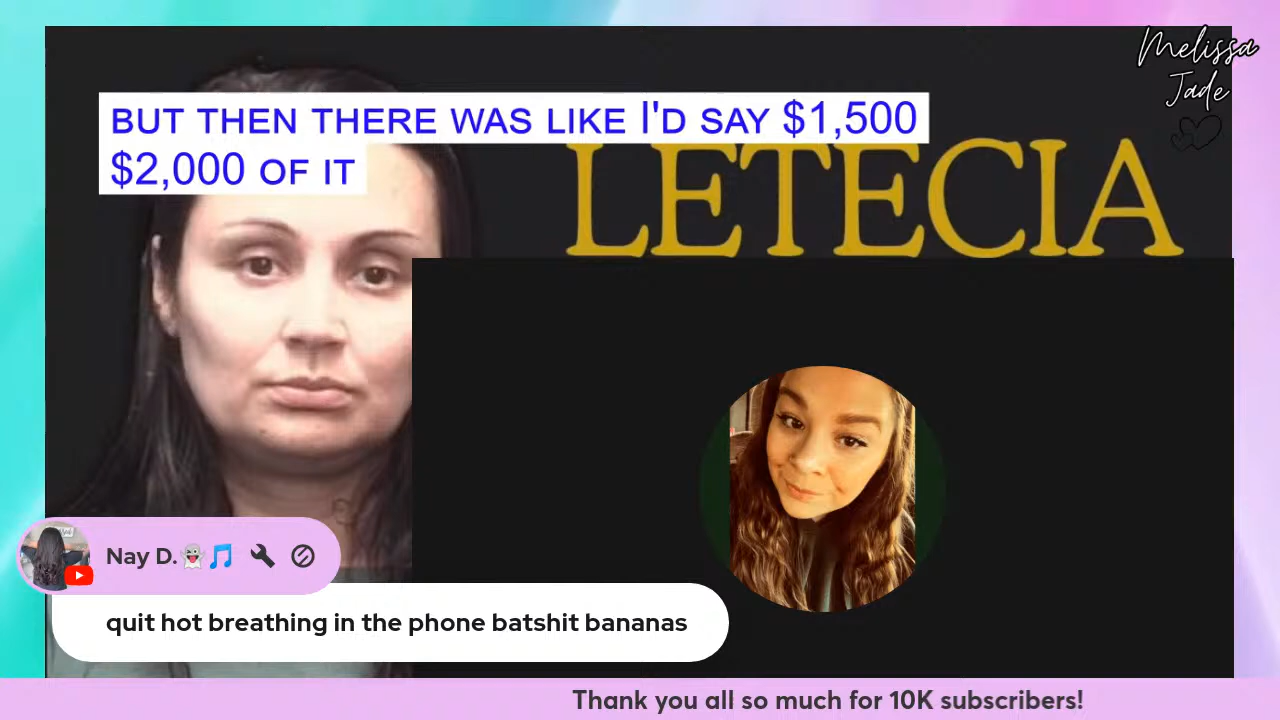 Melissa
Jade
BUT THEN THERE WAS LIKE I'D SAY $1,500
$2,000 OF IT
LETECIA
Nay D.👻🎵
quit hot breathing in the phone batshit bananas
Thank you all so much for 10K subscribers!